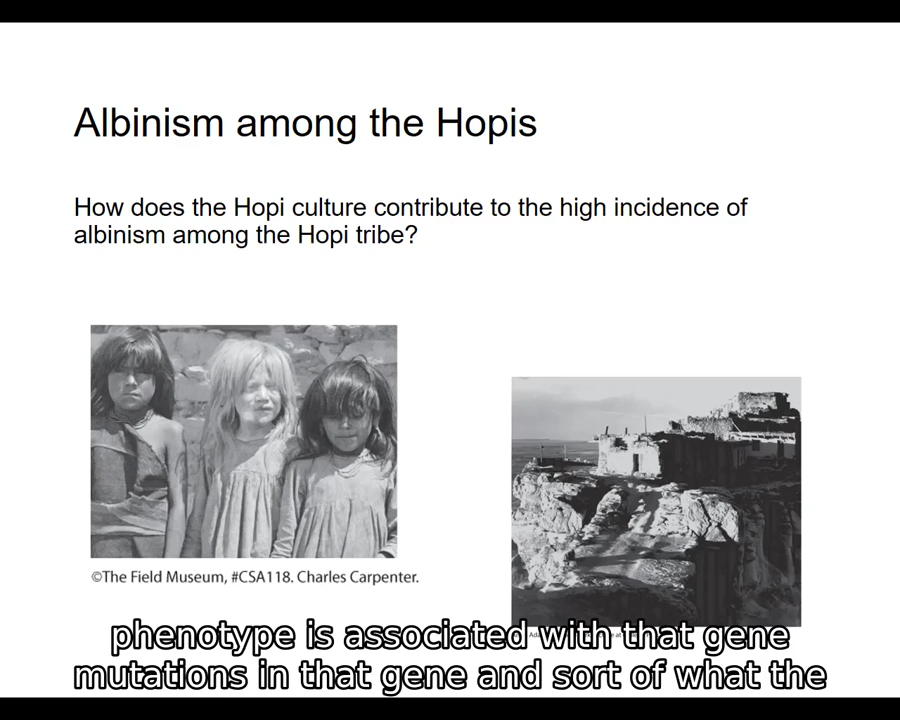 Albinism among the Hopis
How does the Hopi culture contribute to the high incidence of
albinism among the Hopi tribe?
©The Field Museum, #CSA118. Charles Carpenter.
phenotype is associated with that gene
mutations in that gene and sort of what the